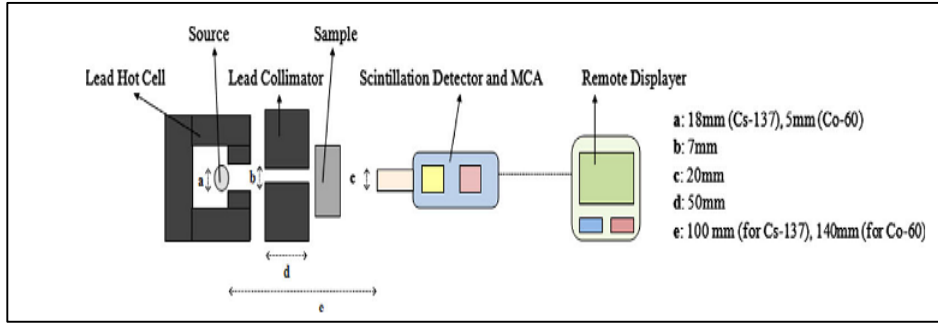 Source
Sample
Lead Hot Cell
Lead Collimator
Scintillation Detector and MCA
Remote Displayer
a: 18mm (Cs-137), 5mm (Co-60)
b: 7mm
c: 20mm
d: 50mm
e: 100 mm (for Cs-137), 140mm (for Co-60)
a
b
c
d
e